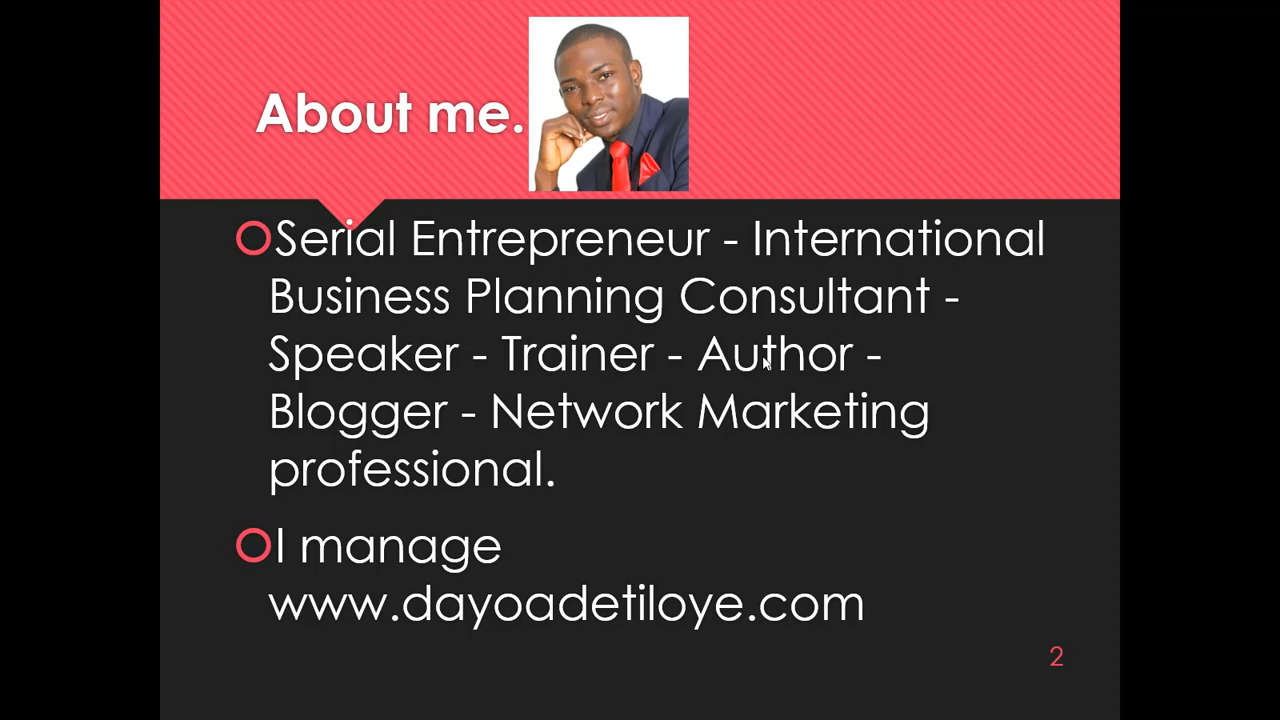 About me.
Serial Entrepreneur - International
Business Planning Consultant -
Speaker - Trainer - Author -
Blogger - Network Marketing
professional.
I manage
www.dayoadetiloye.com
2